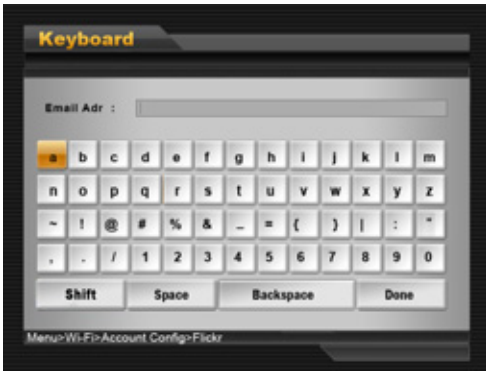 Keyboard
Email Adr :
a b c d e f g h i j k l m
n o p q r s t u v w x y z
~ ! @ # % & _ = { } | : "
, . / 1 2 3 4 5 6 7 8 9 0
Shift Space Backspace Done
Menu>Wi-Fi>Account Config>Flickr